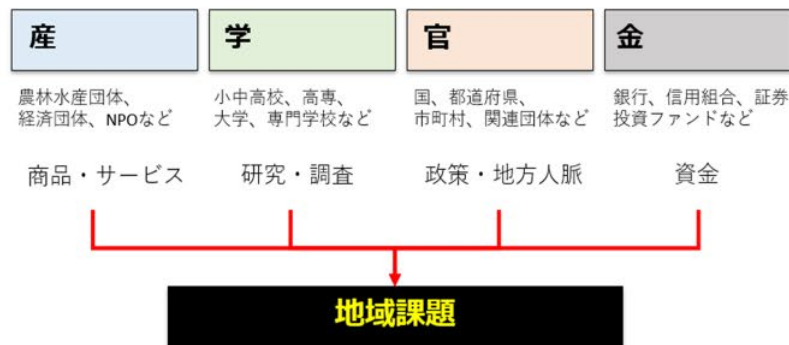 産
学
官
金
農林水産団体、
経済団体、NPOなど
小中高校、高専、
大学、専門学校など
国、都道府県、
市町村、関連団体など
銀行、信用組合、証券
投資ファンドなど
商品・サービス
研究・調査
政策・地方人脈
資金
地域課題